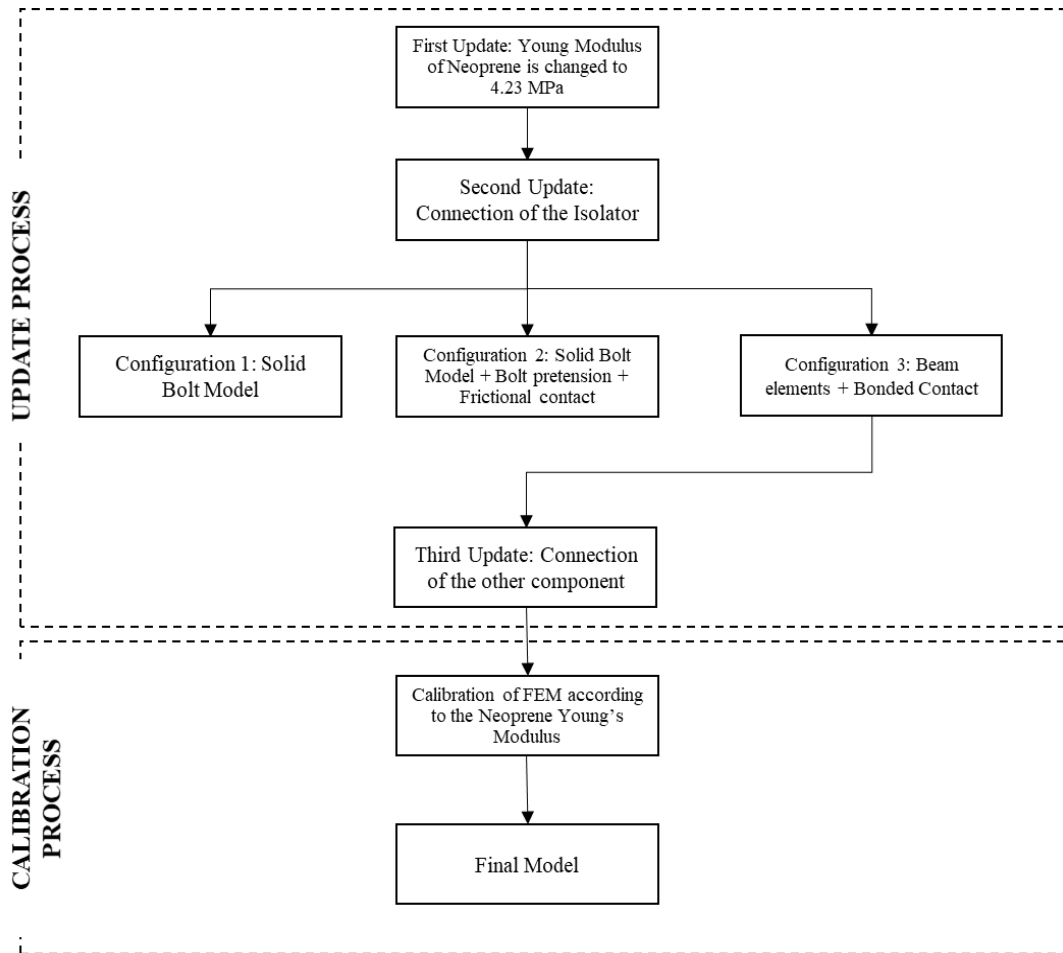 First Update: Young Modulus
of Neoprene is changed to
4.23 MPa
Second Update:
Connection of the Isolator
UPDATE PROCESS
Configuration 1: Solid
Bolt Model
Configuration 2: Solid Bolt
Model + Bolt pretension +
Frictional contact
Configuration 3: Beam
elements + Bonded Contact
Third Update: Connection
of the other component
CALIBRATION
PROCESS
Calibration of FEM according
to the Neoprene Young’s
Modulus
Final Model